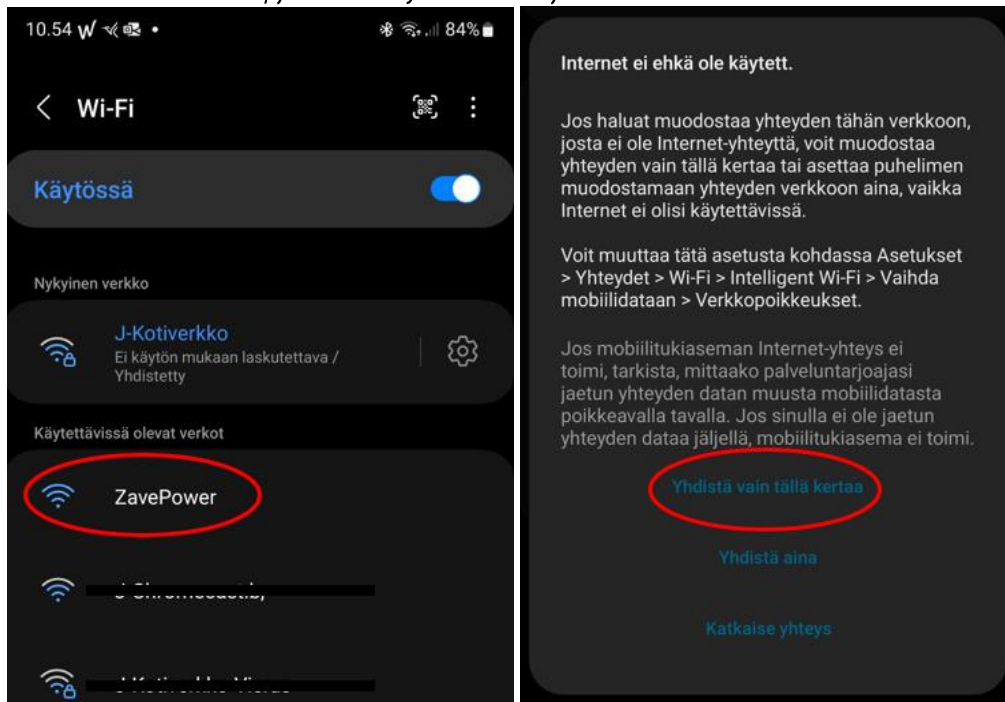 10.54
84%
Wi-Fi
Käytössä
Nykyinen verkko
J-Kotiverkko
Ei käytön mukaan laskutettava /
Yhdistetty
Käytettävissä olevat verkot
ZavePower
Internet ei ehkä ole käytett.
Jos haluat muodostaa yhteyden tähän verkkoon,
josta ei ole Internet-yhteyttä, voit muodostaa
yhteyden vain tällä kertaa tai asettaa puhelimen
muodostamaan yhteyden verkkoon aina, vaikka
Internet ei olisi käytettävissä.
Voit muuttaa tätä asetusta kohdassa Asetukset
> Yhteydet > Wi-Fi > Intelligent Wi-Fi > Vaihda
mobiilidataan > Verkkopoikkeukset.
Jos mobiilitukiaseman Internet-yhteys ei
toimi, tarkista, mittaako palveluntarjoajasi
jaetun yhteyden datan muusta mobiilidatasta
poikkeavalla tavalla. Jos sinulla ei ole jaetun
yhteyden dataa jäljellä, mobiilitukiasema ei toimi.
Yhdistä vain tällä kertaa
Yhdistä aina
Katkaise yhteys